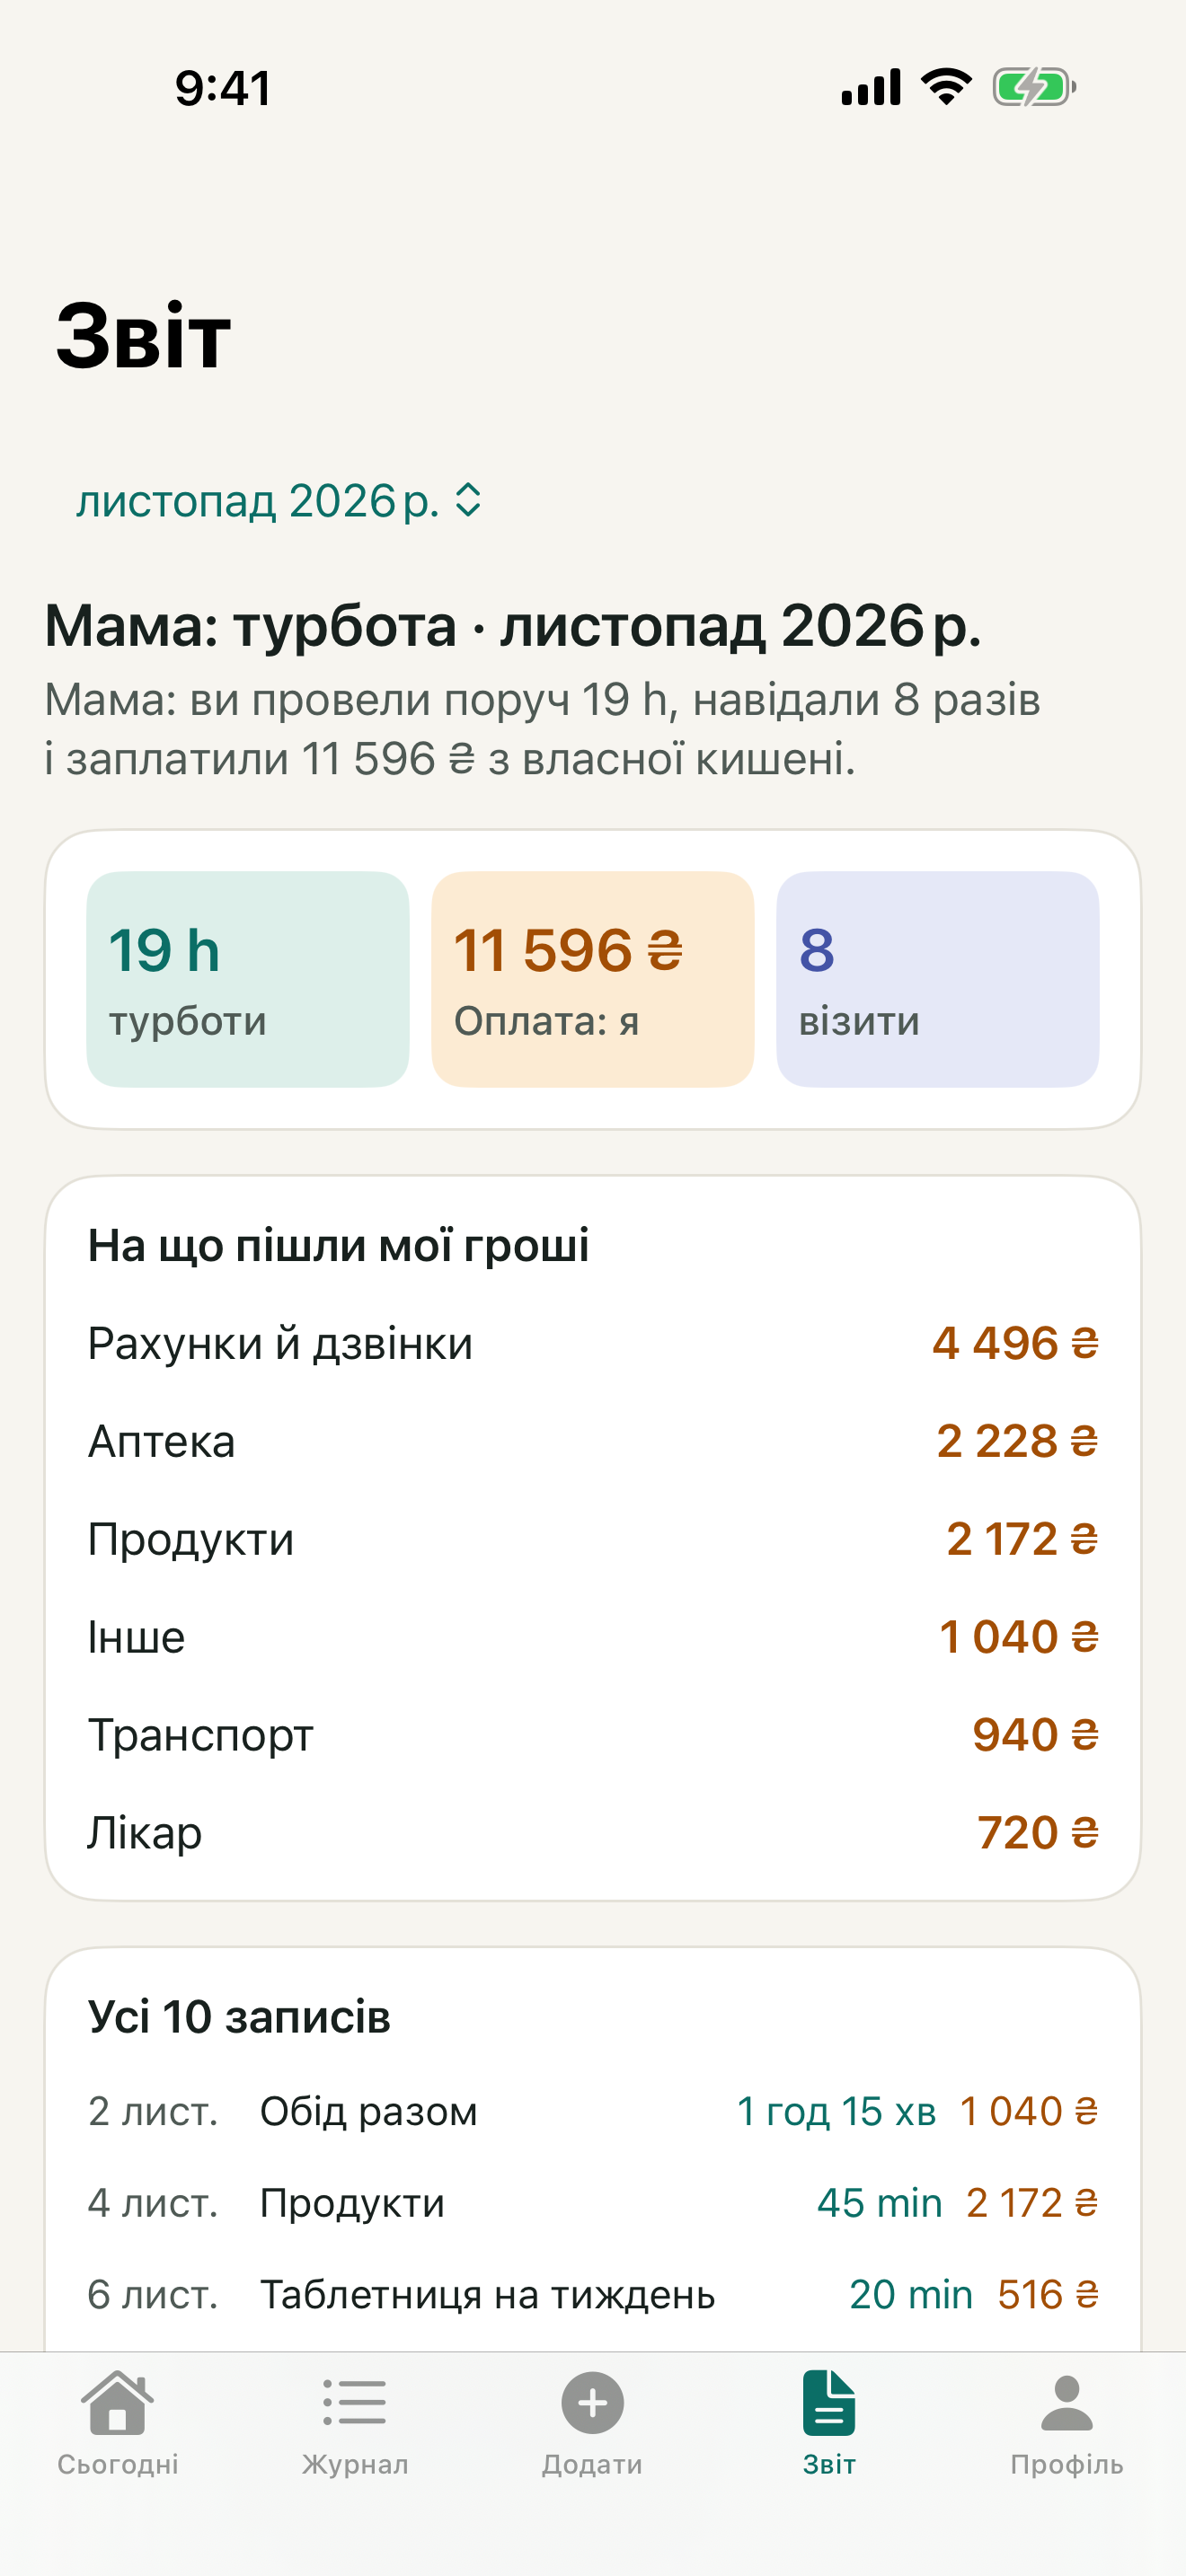 9:41
Звіт
листопад 2026 р.
Мама: турбота · листопад 2026 р.
Мама: ви провели поруч 19 h, навідали 8 разів
і заплатили 11 596 ₴ з власної кишені.
19 h
турботи
11 596 ₴
Оплата: я
8
візити
На що пішли мої гроші
Рахунки й дзвінки 4 496 ₴
Аптека 2 228 ₴
Продукти 2 172 ₴
Інше 1 040 ₴
Транспорт 940 ₴
Лікар 720 ₴
Усі 10 записів
2 лист. Обід разом 1 год 15 хв 1 040 ₴
4 лист. Продукти 45 min 2 172 ₴
6 лист. Таблетниця на тиждень 20 min 516 ₴
Сьогодні Журнал Додати Звіт Профіль